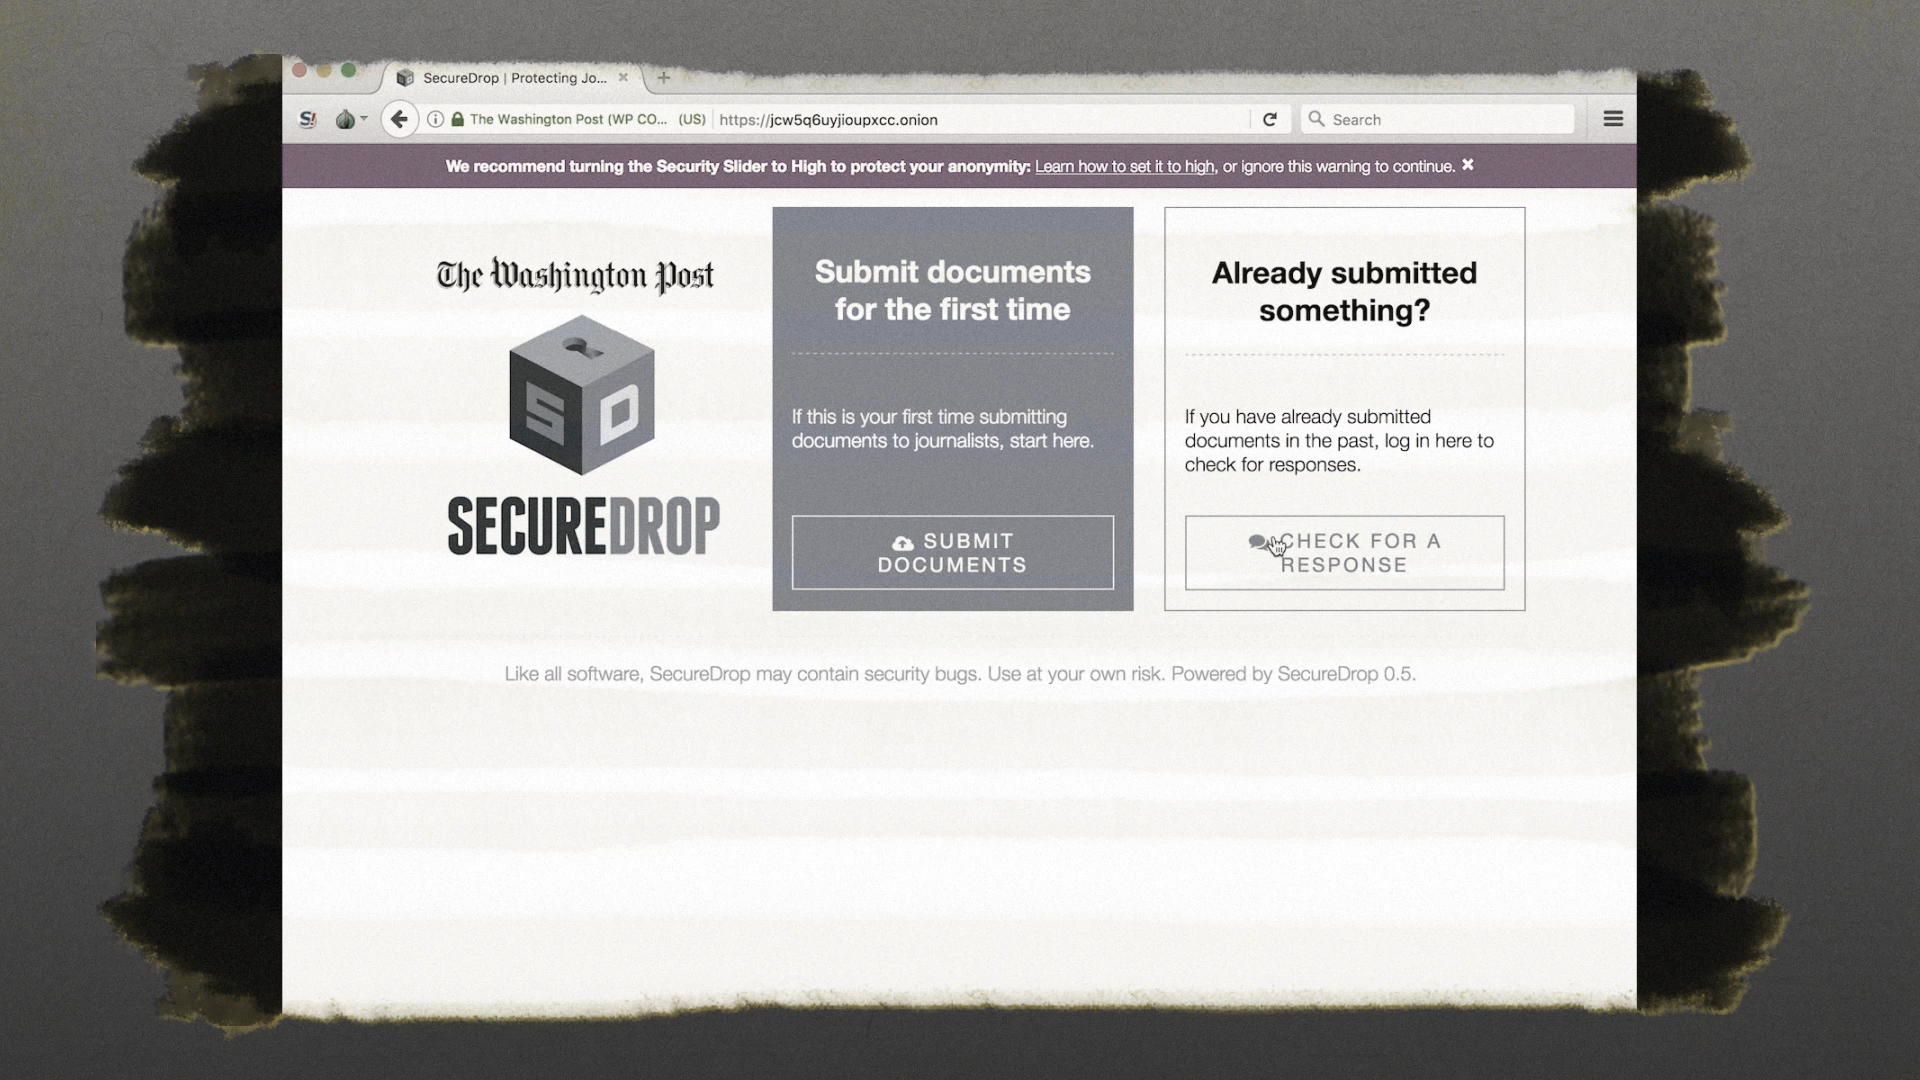 SecureDrop | Protecting Jo...
S!
The Washington Post (WP CO... (US) https://jcw5q6uyjioupxcc.onion
Search
We recommend turning the Security Slider to High to protect your anonymity: Learn how to set it to high, or ignore this warning to continue.
The Washington Post
SD
SECUREDROP
Submit documents
for the first time
If this is your first time submitting
documents to journalists, start here.
SUBMIT
DOCUMENTS
Already submitted
something?
If you have already submitted
documents in the past, log in here to
check for responses.
CHECK FOR A
RESPONSE
Like all software, SecureDrop may contain security bugs. Use at your own risk. Powered by SecureDrop 0.5.